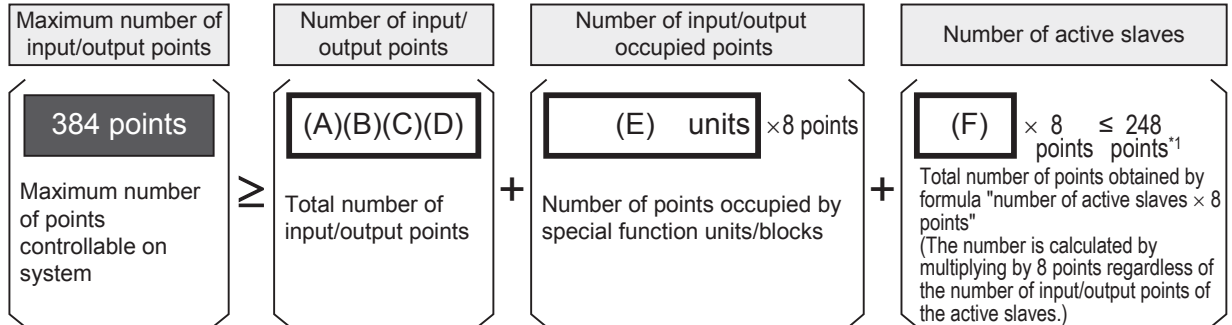 Maximum number of
input/output points
384 points
Maximum number
of points
controllable on
system
≥
Number of input/
output points
(A)(B)(C)(D)
Total number of
input/output points
+
Number of input/output
occupied points
(E) units ×8 points
Number of points occupied by
special function units/blocks
+
Number of active slaves
(F) × 8 ≤ 248
points points*1
Total number of points obtained by
formula "number of active slaves × 8
points"
(The number is calculated by
multiplying by 8 points regardless of
the number of input/output points of
the active slaves.)